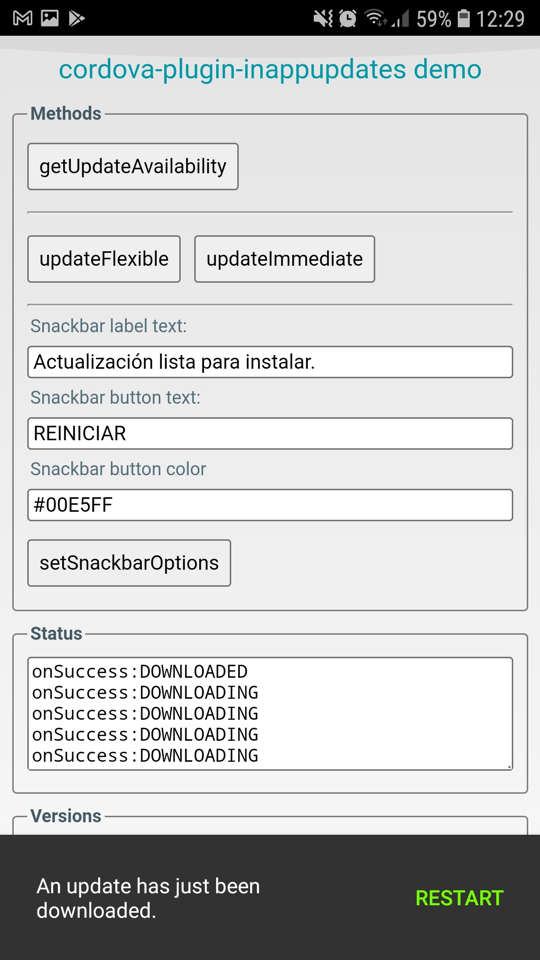 59% 12:29
cordova-plugin-inappupdates demo
Methods
getUpdateAvailability
updateFlexible updateImmediate
Snackbar label text:
Actualización lista para instalar.
Snackbar button text:
REINICIAR
Snackbar button color
#00E5FF
setSnackbarOptions
Status
onSuccess:DOWNLOADED
onSuccess:DOWNLOADING
onSuccess:DOWNLOADING
onSuccess:DOWNLOADING
onSuccess:DOWNLOADING
Versions
An update has just been
downloaded.
RESTART